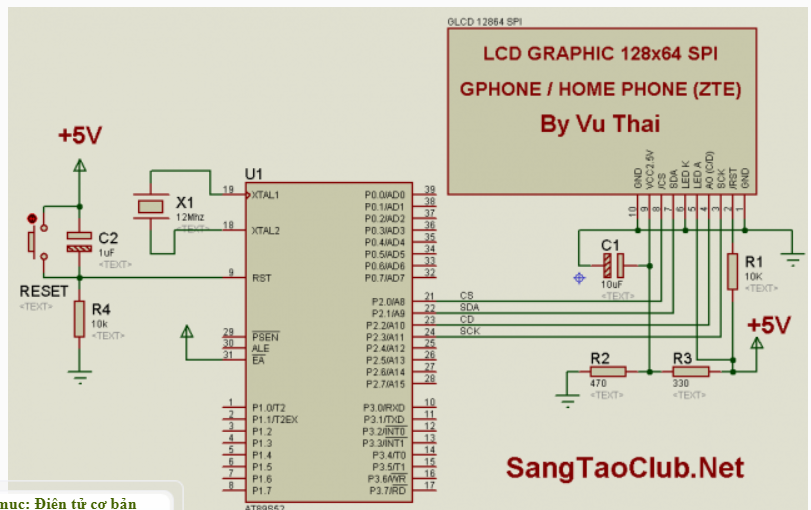 GLCD 12864 SPI
LCD GRAPHIC 128x64 SPI
GPHONE / HOME PHONE (ZTE)
By Vu Thai
GND
VCC2.5V
/CS
SDA
LED K
LED A
AO (C/D)
SCK
/RST
GND
10
9
8
7
6
5
4
3
2
1
+5V
RESET
<TEXT>
C2
1uF
<TEXT>
R4
10k
<TEXT>
X1
12Mhz
<TEXT>
U1
19 XTAL1
18 XTAL2
9 RST
29 PSEN
30 ALE
31 EA
1 P1.0/T2
2 P1.1/T2EX
3 P1.2
4 P1.3
5 P1.4
6 P1.5
7 P1.6
8 P1.7
P0.0/AD0 39
P0.1/AD1 38
P0.2/AD2 37
P0.3/AD3 36
P0.4/AD4 35
P0.5/AD5 34
P0.6/AD6 33
P0.7/AD7 32
P2.0/A8 21 CS
P2.1/A9 22 SDA
P2.2/A10 23 CD
P2.3/A11 24 SCK
P2.4/A12 25
P2.5/A13 26
P2.6/A14 27
P2.7/A15 28
P3.0/RXD 10
P3.1/TXD 11
P3.2/INT0 12
P3.3/INT1 13
P3.4/T0 14
P3.5/T1 15
P3.6/WR 16
P3.7/RD 17
AT89S52
C1
10uF
<TEXT>
R1
10K
<TEXT>
+5V
R2
470
<TEXT>
R3
330
<TEXT>
SangTaoClub.Net
mục: Điện tử cơ bản